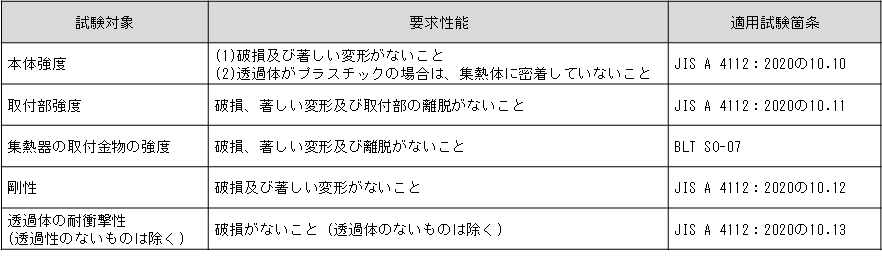 試験対象 要求性能 適用試験箇条
本体強度 (1)破損及び著しい変形がないこと
(2)透過体がプラスチックの場合は、集熱体に密着していないこと JIS A 4112:2020の10.10
取付部強度 破損、著しい変形及び取付部の離脱がないこと JIS A 4112:2020の10.11
集熱器の取付金物の強度 破損、著しい変形及び離脱がないこと BLT SO-07
剛性 破損及び著しい変形がないこと JIS A 4112:2020の10.12
透過体の耐衝撃性
(透過性のないものは除く) 破損がないこと (透過体のないものは除く) JIS A 4112:2020の10.13